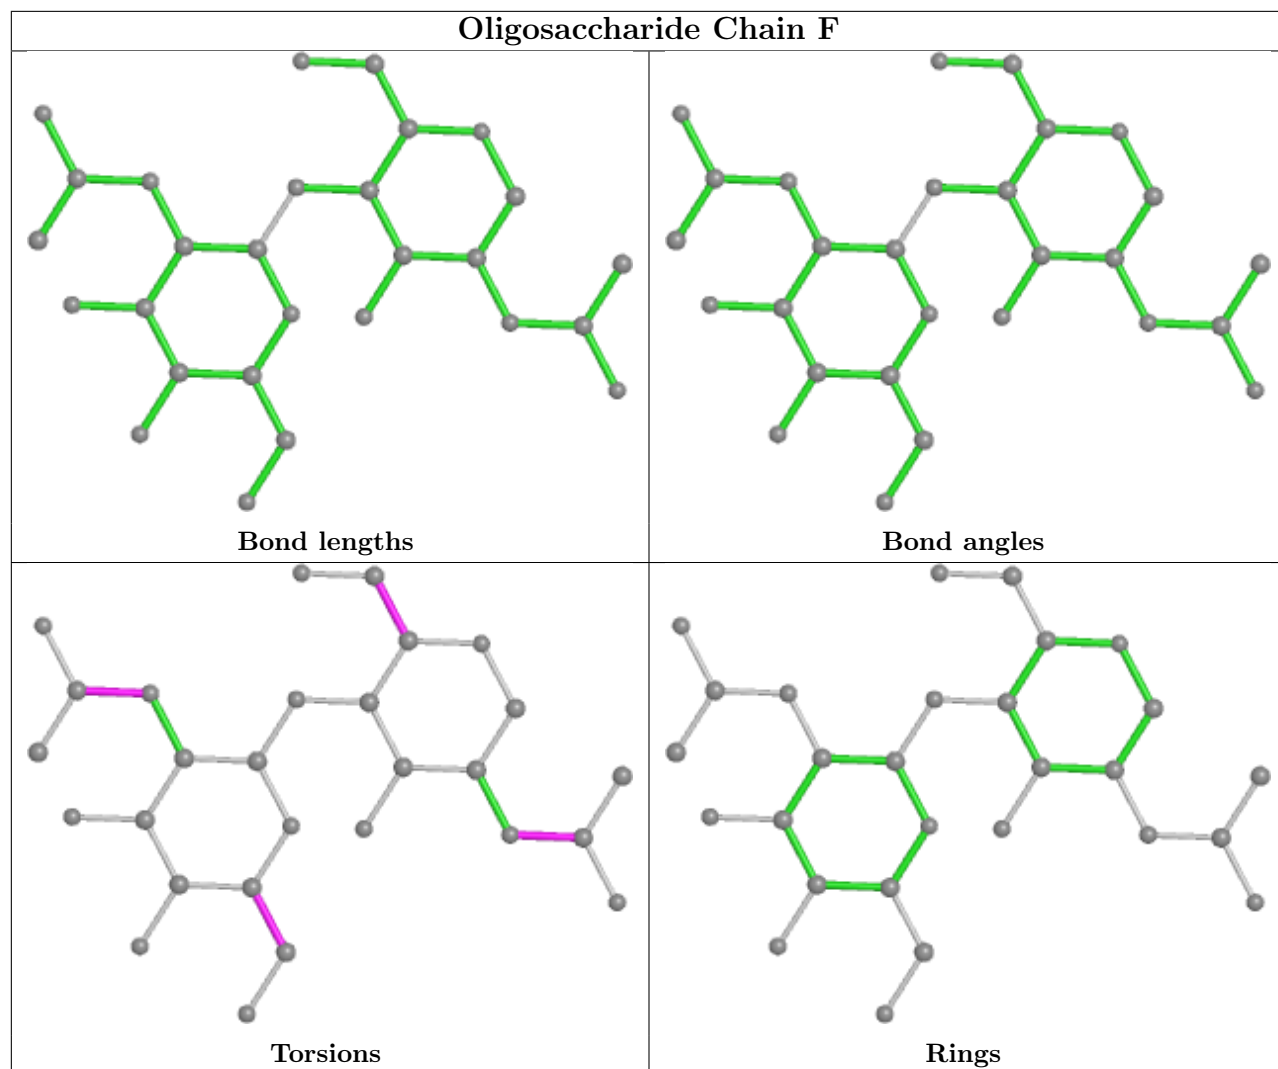 Oligosaccharide Chain F
Bond lengths
Bond angles
Torsions
Rings